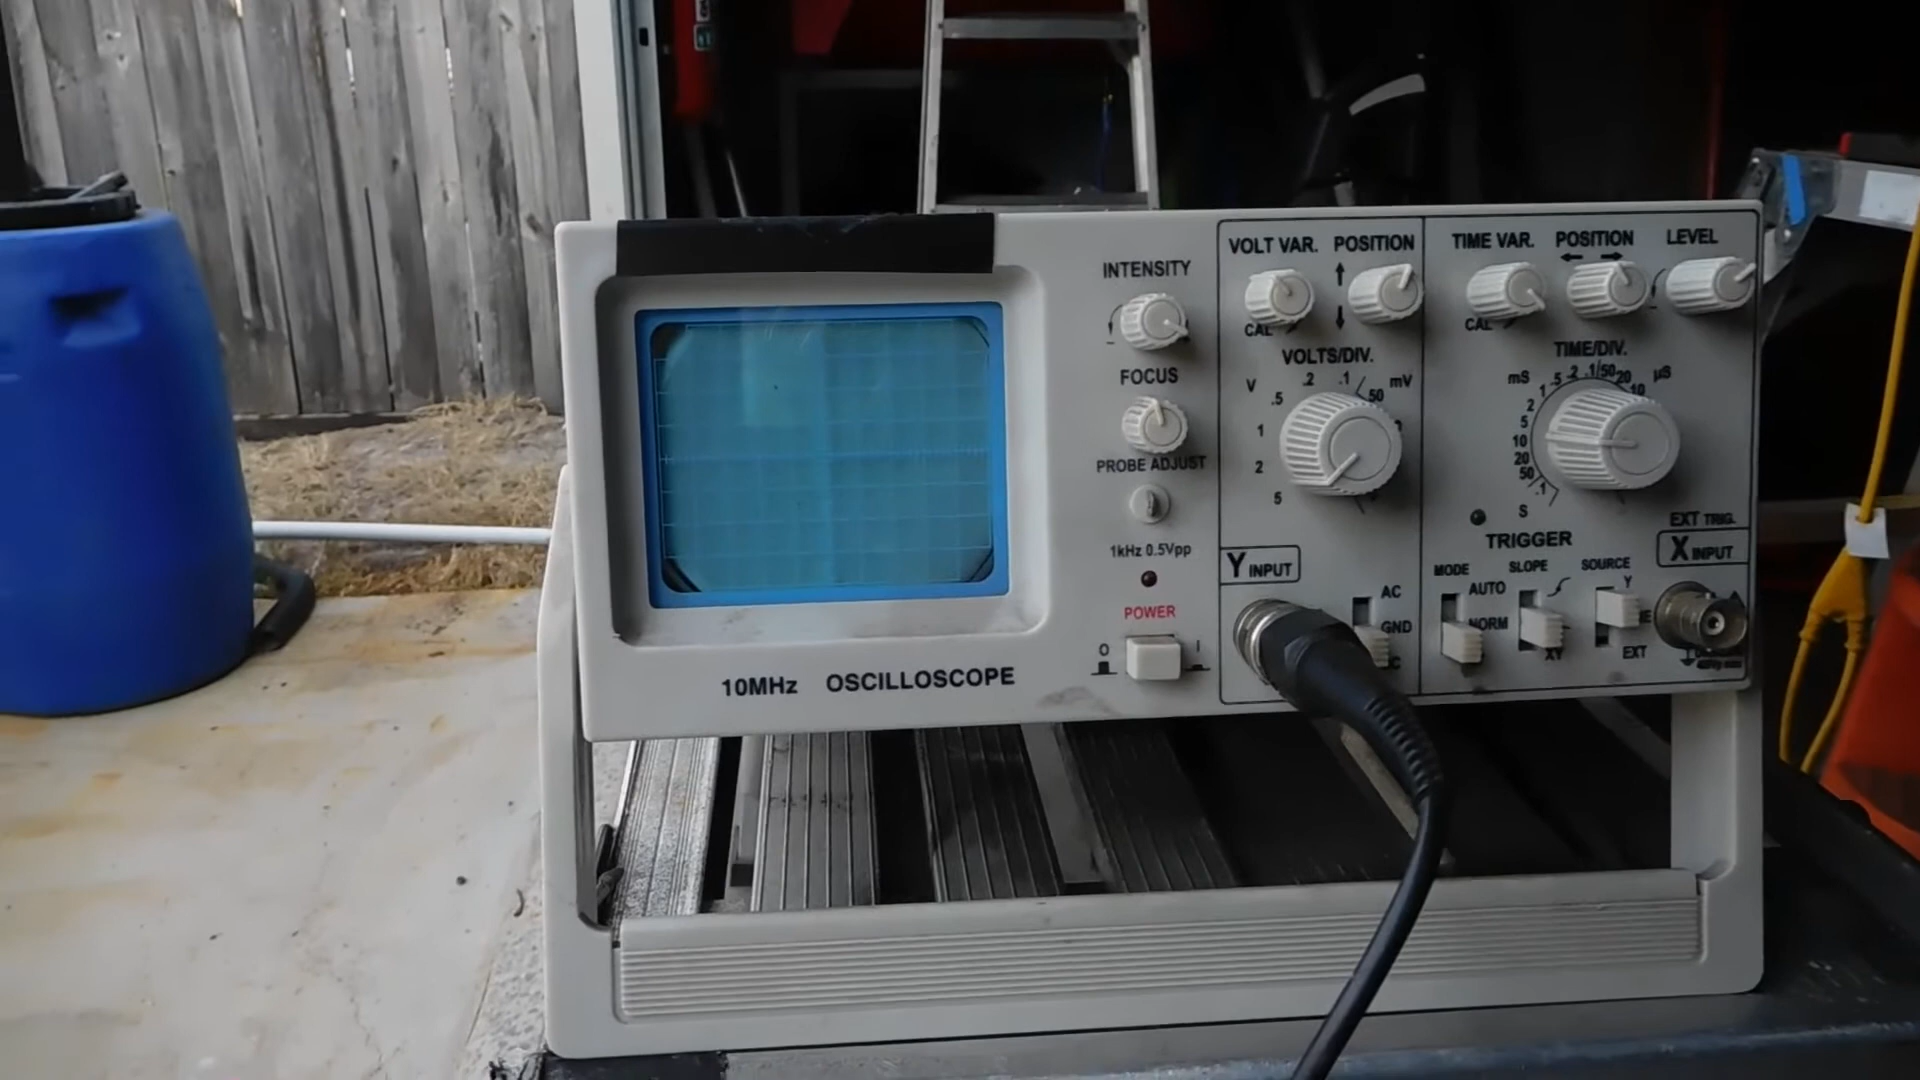 INTENSITY
FOCUS
PROBE ADJUST
1kHz 0.5Vpp
POWER
O
I
10MHz OSCILLOSCOPE
VOLT VAR. POSITION
CAL
VOLTS/DIV.
V
.5
.2
.1
50
mV
1
2
5
Y INPUT
AC
GND
TIME VAR. POSITION LEVEL
CAL
TIME/DIV.
mS
1
.5
.2
.1/50
20
10
μS
2
5
10
20
50
.1
S
TRIGGER
MODE SLOPE SOURCE
AUTO
NORM
XY
Y
EXT
EXT TRIG.
X INPUT